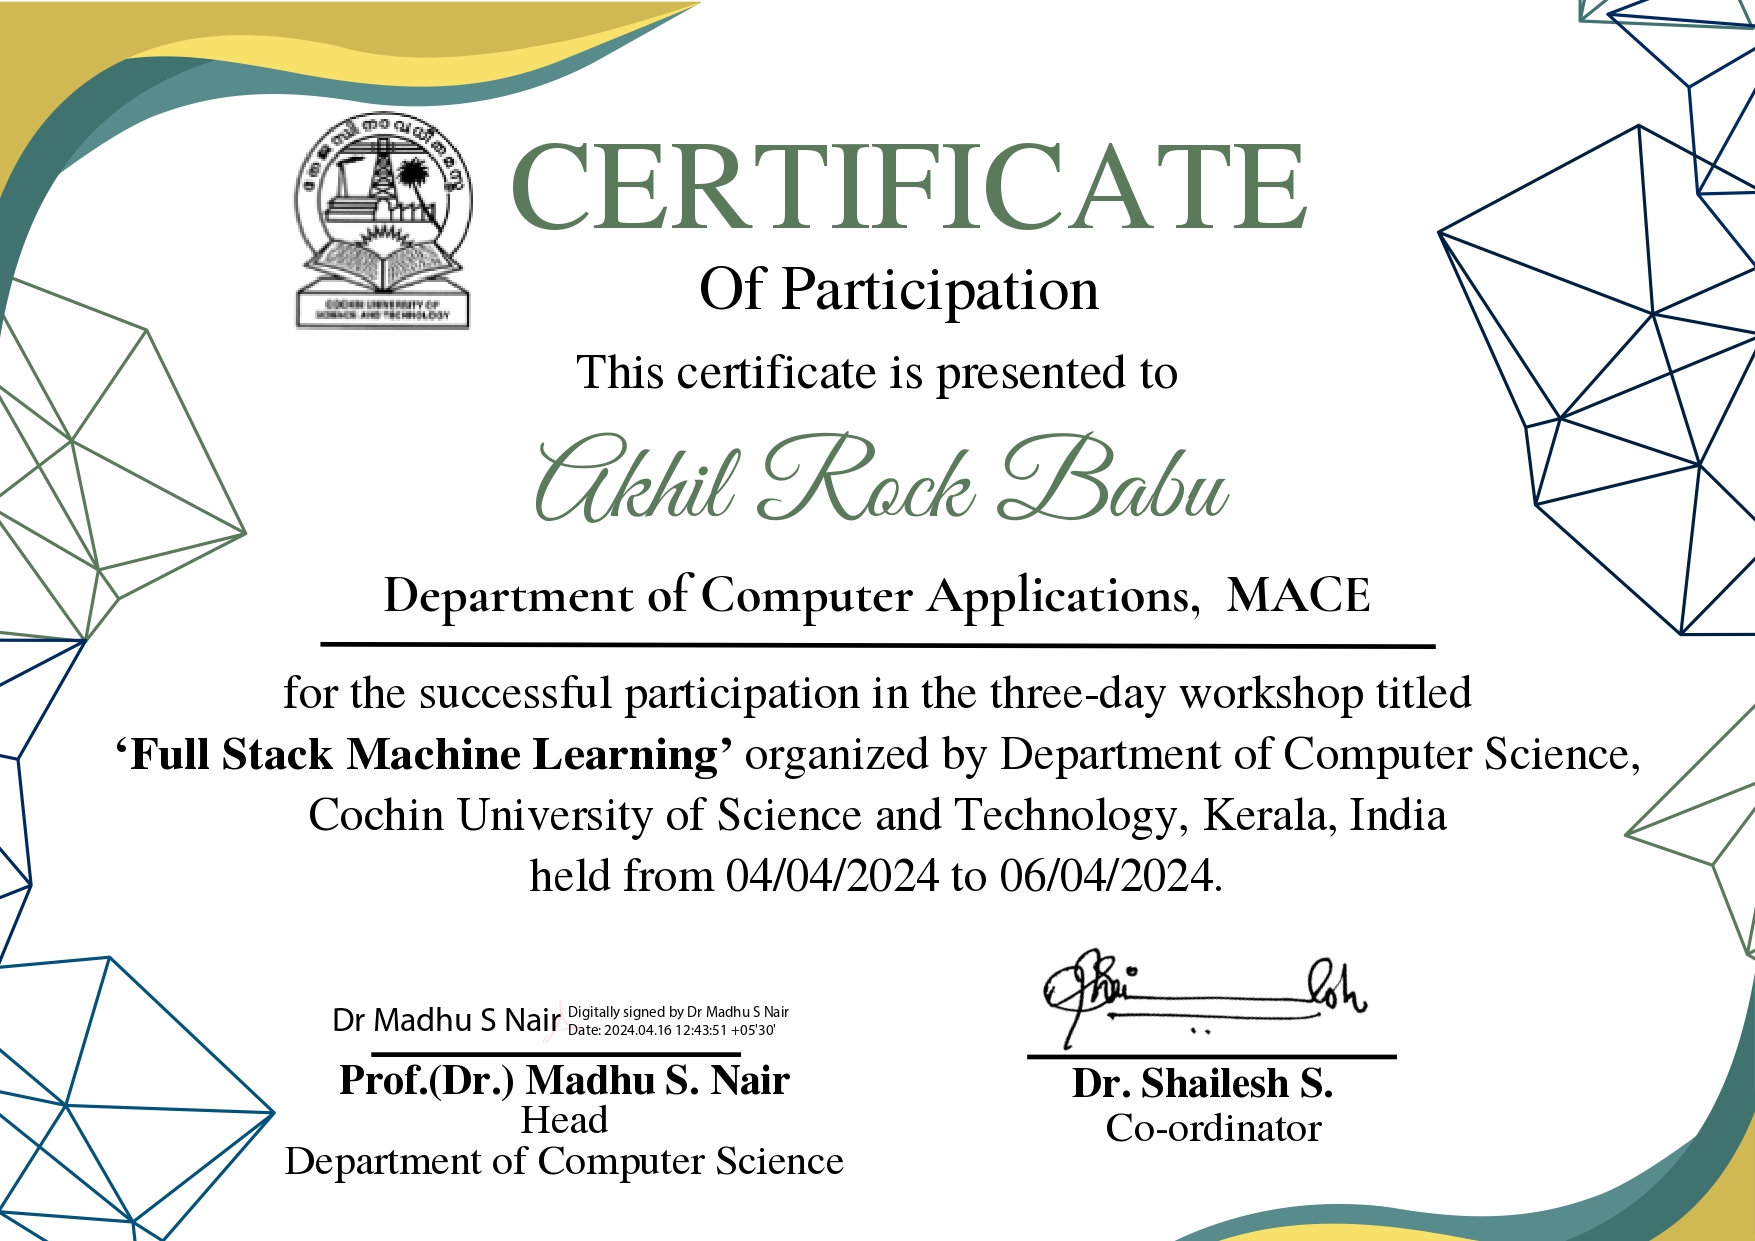 തേജസ്വി നാവധീതമസ്തു
COCHIN UNIVERSITY OF
SCIENCE AND TECHNOLOGY
CERTIFICATE
Of Participation
This certificate is presented to
Akhil Rock Babu
Department of Computer Applications, MACE
for the successful participation in the three-day workshop titled
‘Full Stack Machine Learning’ organized by Department of Computer Science,
Cochin University of Science and Technology, Kerala, India
held from 04/04/2024 to 06/04/2024.
Dr Madhu S Nair
Digitally signed by Dr Madhu S Nair
Date: 2024.04.16 12:43:51 +05'30'
Prof.(Dr.) Madhu S. Nair
Head
Department of Computer Science
Dr. Shailesh S.
Co-ordinator